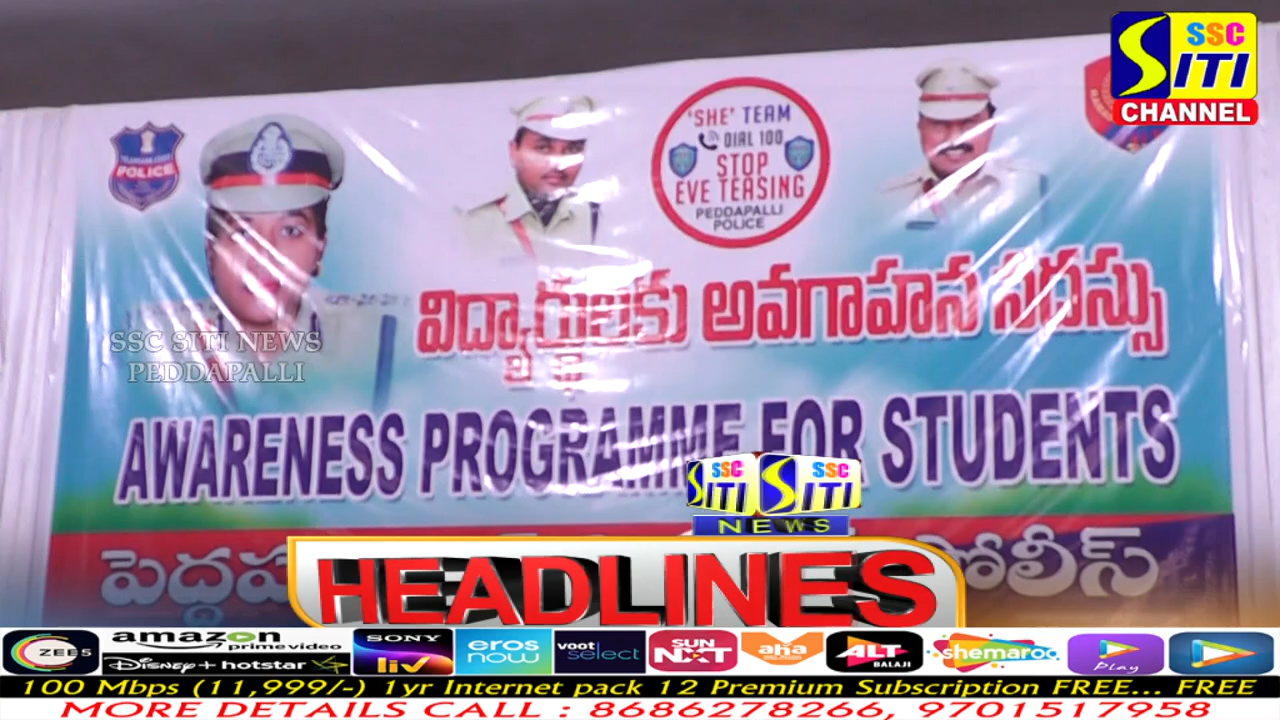 SSC
SITI
CHANNEL
TELANGANA STATE
POLICE
'SHE' TEAM
DIAL 100
STOP
EVE TEASING
PEDDAPALLI
POLICE
విద్యార్థులకు అవగాహన సదస్సు
SSC SITI NEWS
PEDDAPALLI
AWARENESS PROGRAMME FOR STUDENTS
SSC SITI SSC SITI
NEWS
పోలీస్
HEADLINES
ZEE5 amazon primevideo Disney+ hotstar SONY liv eros now voot select SUN NXT aha ALT BALAJI shemaroo Play
100 Mbps (11,999/-) 1yr Internet pack 12 Premium Subscription FREE... FREE
MORE DETAILS CALL : 8686278266, 9701517958